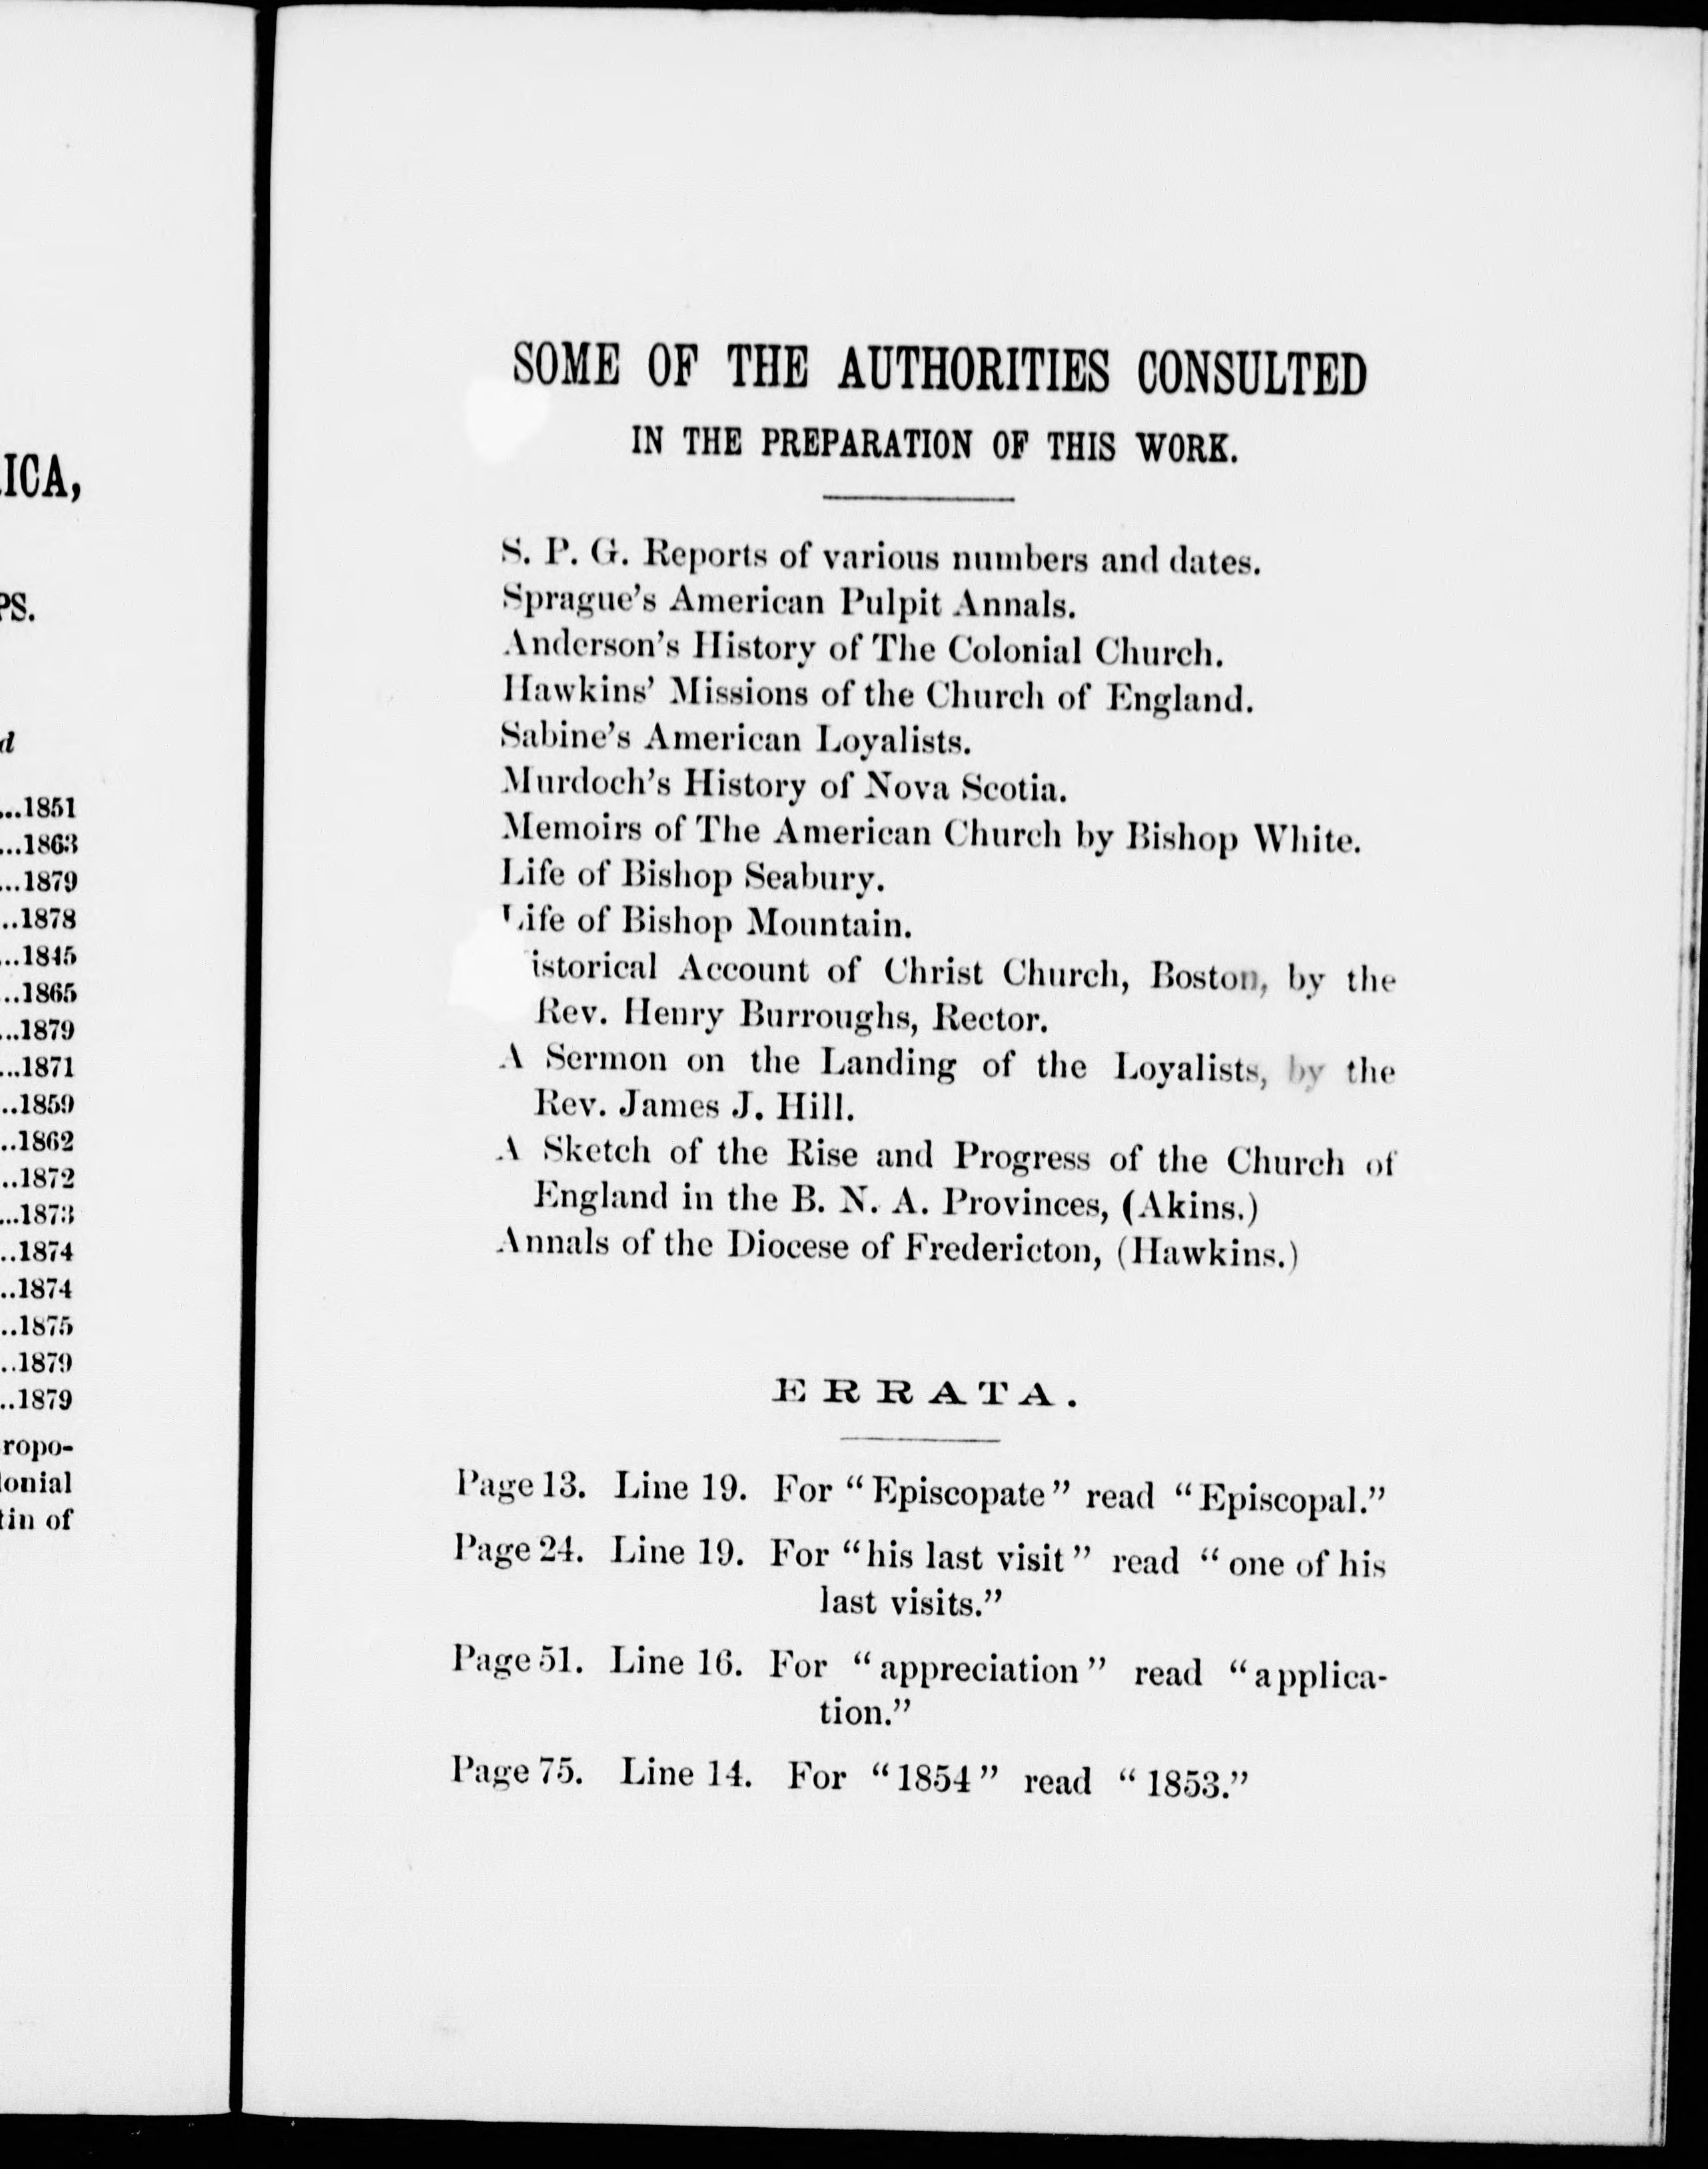 ICA,
PS.
d
...1851
...1863
...1879
..1878
...1845
...1865
...1879
...1871
..1859
..1862
..1872
...1873
..1874
..1874
..1875
..1879
..1879
ropo-
lonial
tin of
SOME OF THE AUTHORITIES CONSULTED
IN THE PREPARATION OF THIS WORK.
S. P. G. Reports of various numbers and dates.
Sprague's American Pulpit Annals.
Anderson's History of The Colonial Church.
Hawkins' Missions of the Church of England.
Sabine's American Loyalists.
Murdoch's History of Nova Scotia.
Memoirs of The American Church by Bishop White.
Life of Bishop Seabury.
Life of Bishop Mountain.
istorical Account of Christ Church, Boston, by the
Rev. Henry Burroughs, Rector.
A Sermon on the Landing of the Loyalists, by the
Rev. James J. Hill.
A Sketch of the Rise and Progress of the Church of
England in the B. N. A. Provinces, (Akins.)
Annals of the Diocese of Fredericton, (Hawkins.)
ERRATA.
Page 13. Line 19. For "Episcopate" read "Episcopal."
Page 24. Line 19. For "his last visit" read "one of his
last visits."
Page 51. Line 16. For "appreciation" read "applica-
tion."
Page 75. Line 14. For "1854" read "1853."